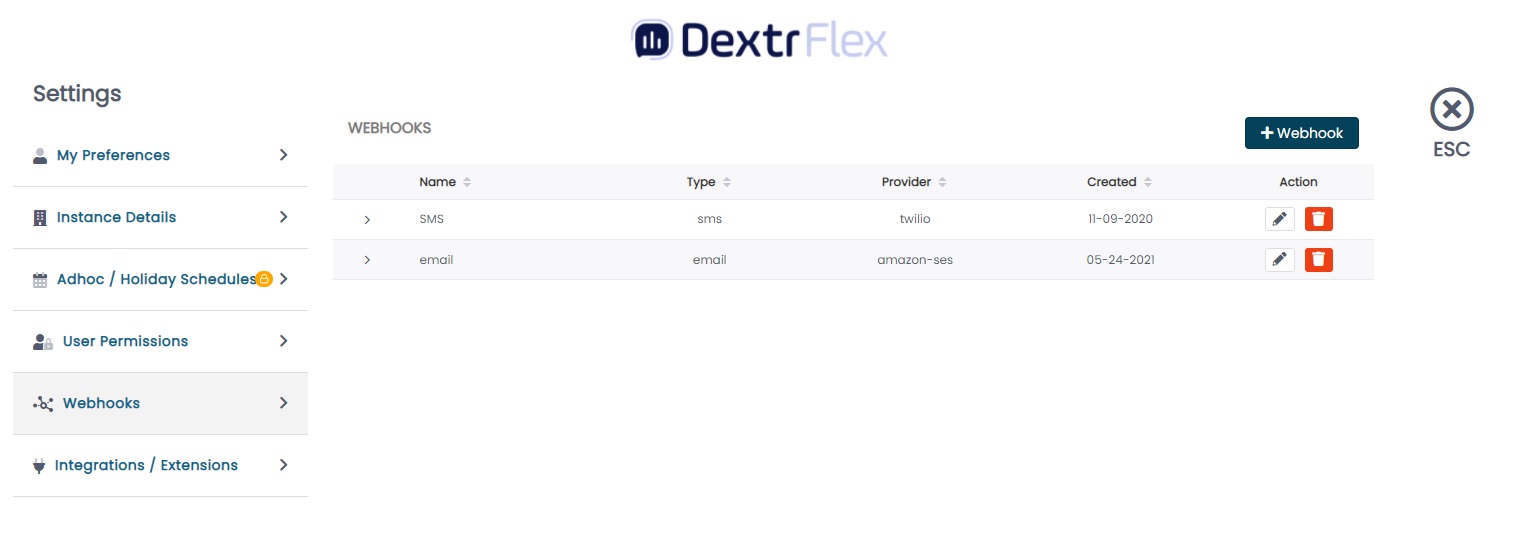 DextrFlex
Settings
ESC
My Preferences
Instance Details
Adhoc / Holiday Schedules
User Permissions
Webhooks
Integrations / Extensions
WEBHOOKS
+ Webhook
Name Type Provider Created Action
SMS sms twilio 11-09-2020
email email amazon-ses 05-24-2021